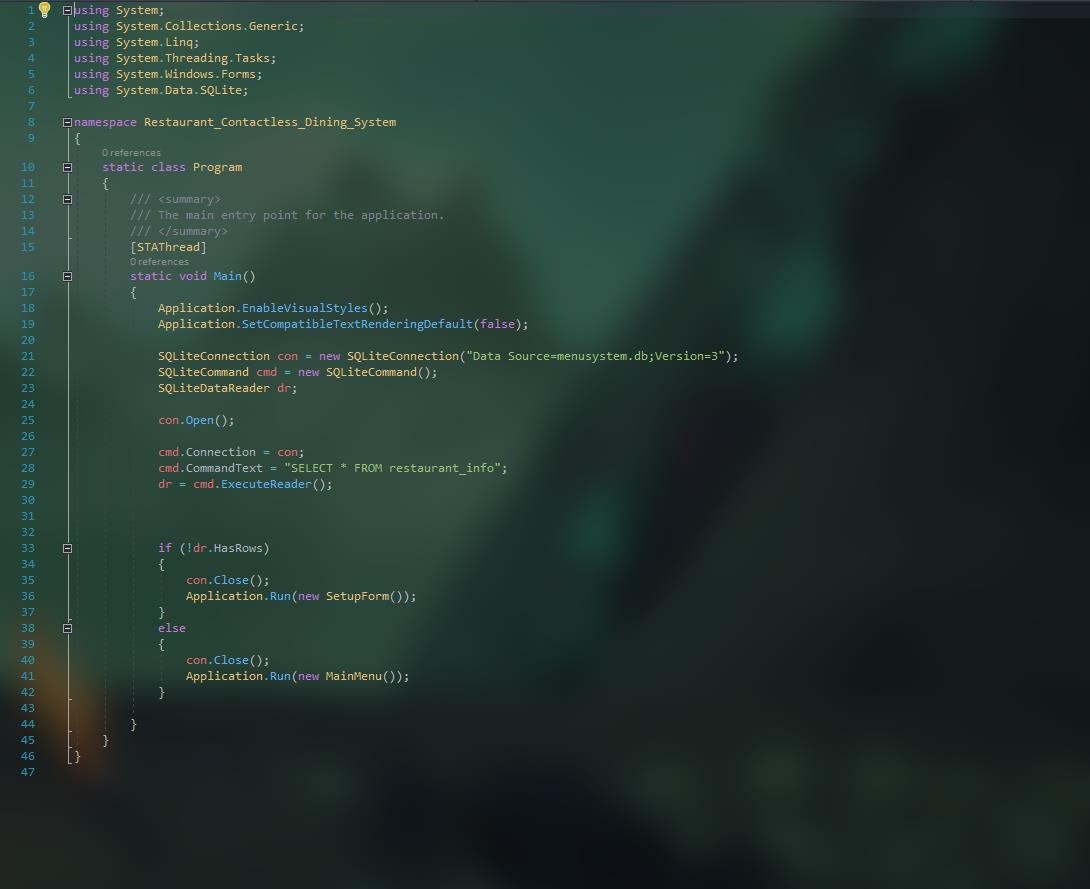 1 using System;
2 using System.Collections.Generic;
3 using System.Linq;
4 using System.Threading.Tasks;
5 using System.Windows.Forms;
6 using System.Data.SQLite;
7
8 namespace Restaurant_Contactless_Dining_System
9 {
0 references
10 static class Program
11 {
12 /// <summary>
13 /// The main entry point for the application.
14 /// </summary>
15 [STAThread]
0 references
16 static void Main()
17 {
18 Application.EnableVisualStyles();
19 Application.SetCompatibleTextRenderingDefault(false);
20
21 SQLiteConnection con = new SQLiteConnection("Data Source=menusystem.db;Version=3");
22 SQLiteCommand cmd = new SQLiteCommand();
23 SQLiteDataReader dr;
24
25 con.Open();
26
27 cmd.Connection = con;
28 cmd.CommandText = "SELECT * FROM restaurant_info";
29 dr = cmd.ExecuteReader();
30
31
32
33 if (!dr.HasRows)
34 {
35 con.Close();
36 Application.Run(new SetupForm());
37 }
38 else
39 {
40 con.Close();
41 Application.Run(new MainMenu());
42 }
43
44 }
45 }
46 }
47